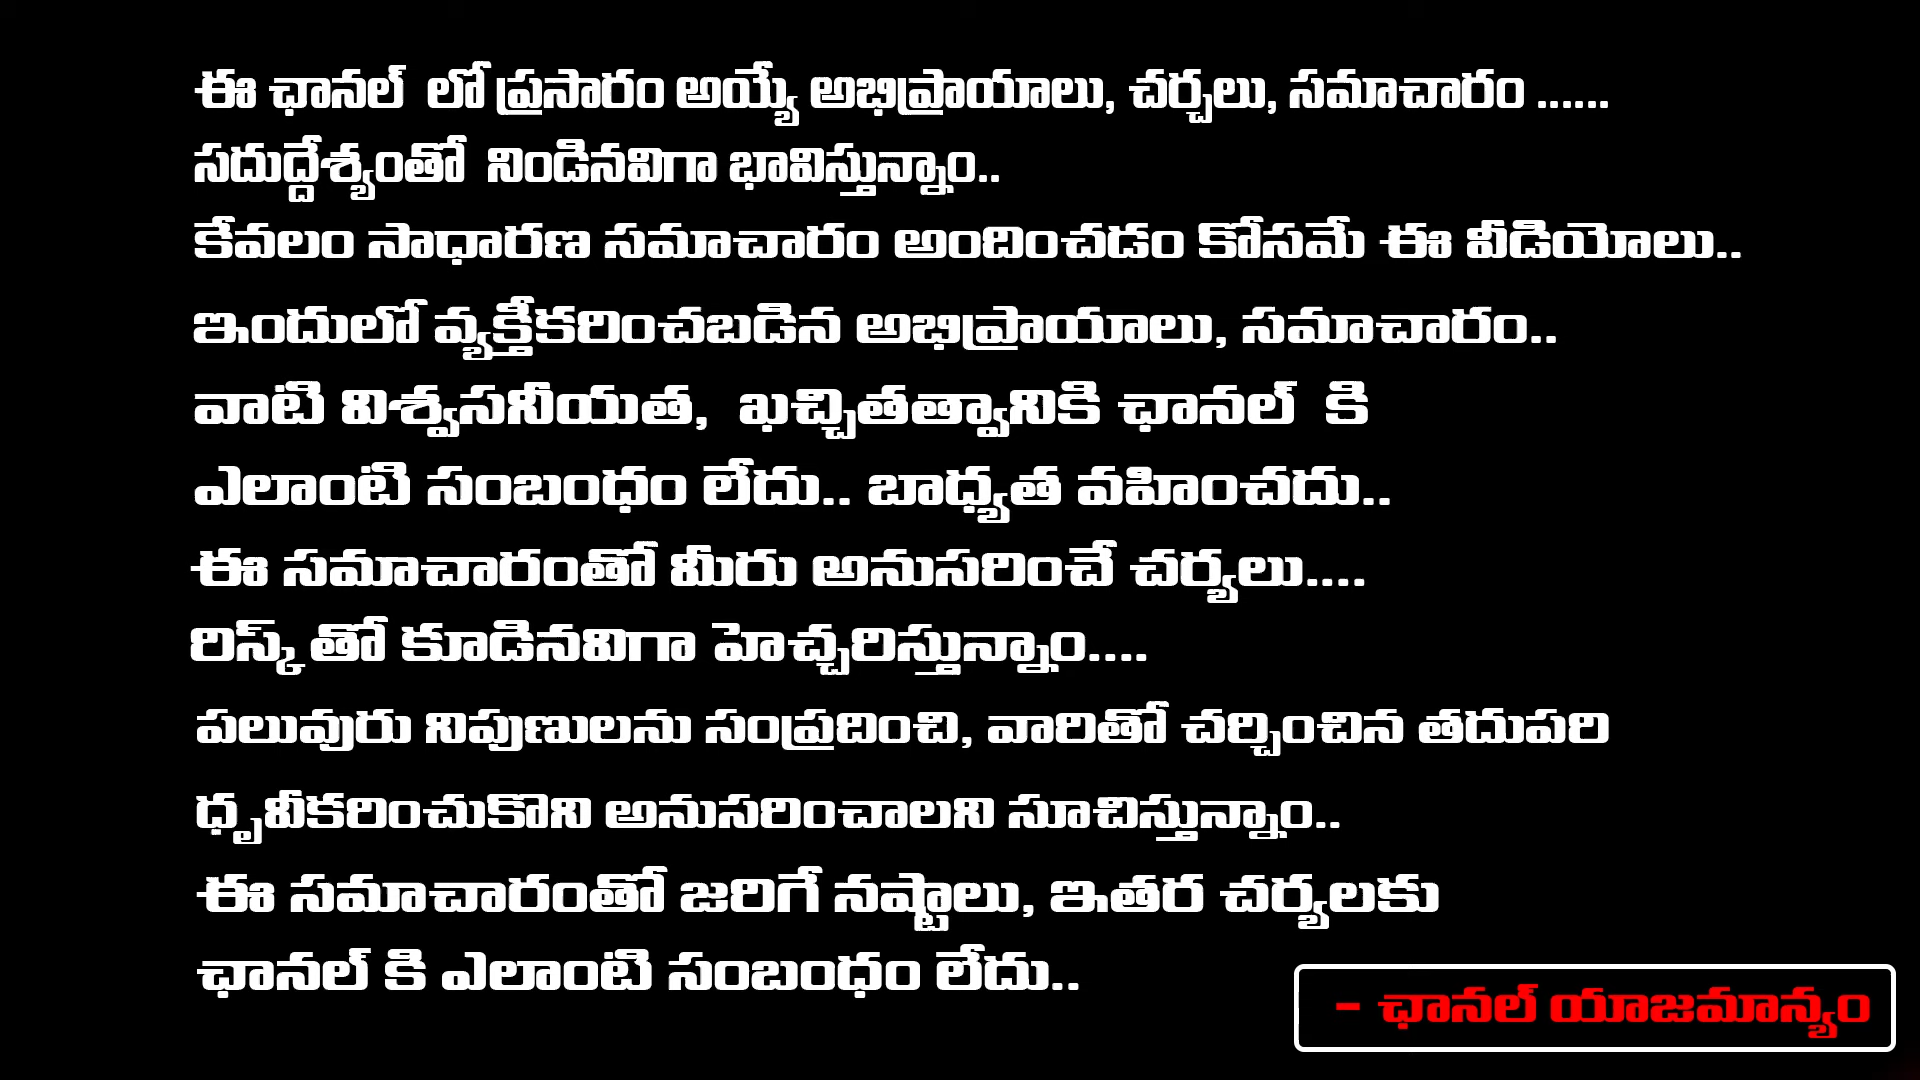 ఈ ఛానల్ లో ప్రసారం అయ్యే అభిప్రాయాలు, చర్చలు, సమాచారం ......
సదుద్దేశ్యంతో నిండినవిగా భావిస్తున్నాం..
కేవలం సాధారణ సమాచారం అందించడం కోసమే ఈ వీడియోలు..
ఇందులో వ్యక్తీకరించబడిన అభిప్రాయాలు, సమాచారం..
వాటి విశ్వసనీయత, ఖచ్చితత్వానికి ఛానల్ కి
ఎలాంటి సంబంధం లేదు.. బాధ్యత వహించదు..
ఈ సమాచారంతో మీరు అనుసరించే చర్యలు....
రిస్క్ తో కూడినవిగా హెచ్చరిస్తున్నాం....
పలువురు నిపుణులను సంప్రదించి, వారితో చర్చించిన తదుపరి
ధృవీకరించుకొని అనుసరించాలని సూచిస్తున్నాం..
ఈ సమాచారంతో జరిగే నష్టాలు, ఇతర చర్యలకు
ఛానల్ కి ఎలాంటి సంబంధం లేదు..
- ఛానల్ యాజమాన్యం